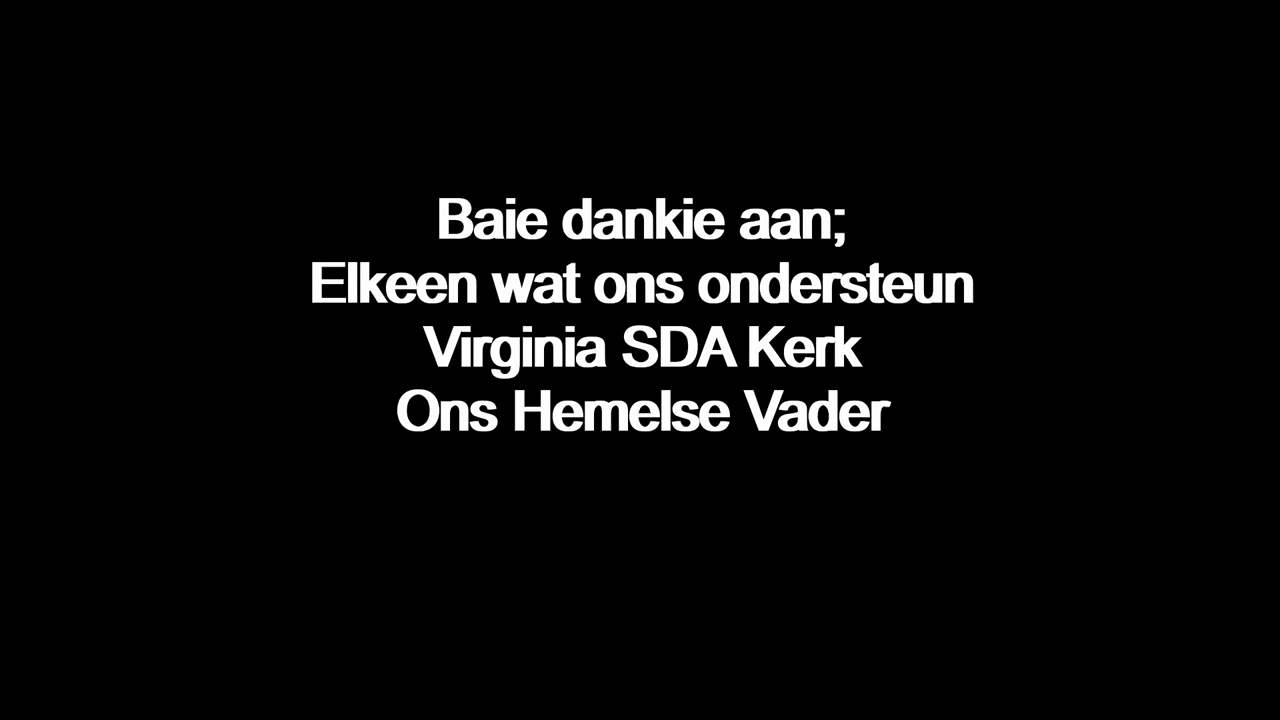 Baie dankie aan;
Elkeen wat ons ondersteun
Virginia SDA Kerk
Ons Hemelse Vader